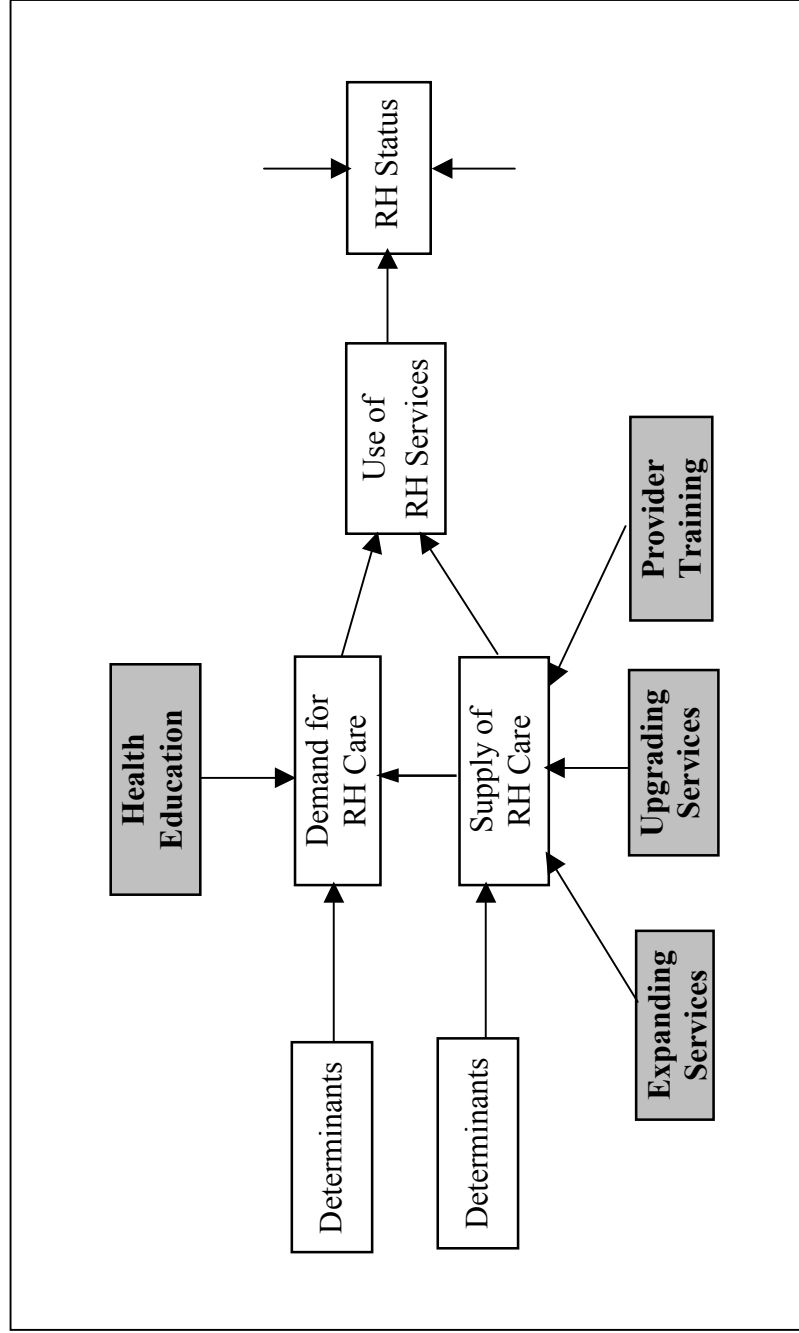 Health
Education
Determinants
Demand for
RH Care
Use of
RH Services
RH Status
Determinants
Supply of
RH Care
Expanding
Services
Upgrading
Services
Provider
Training